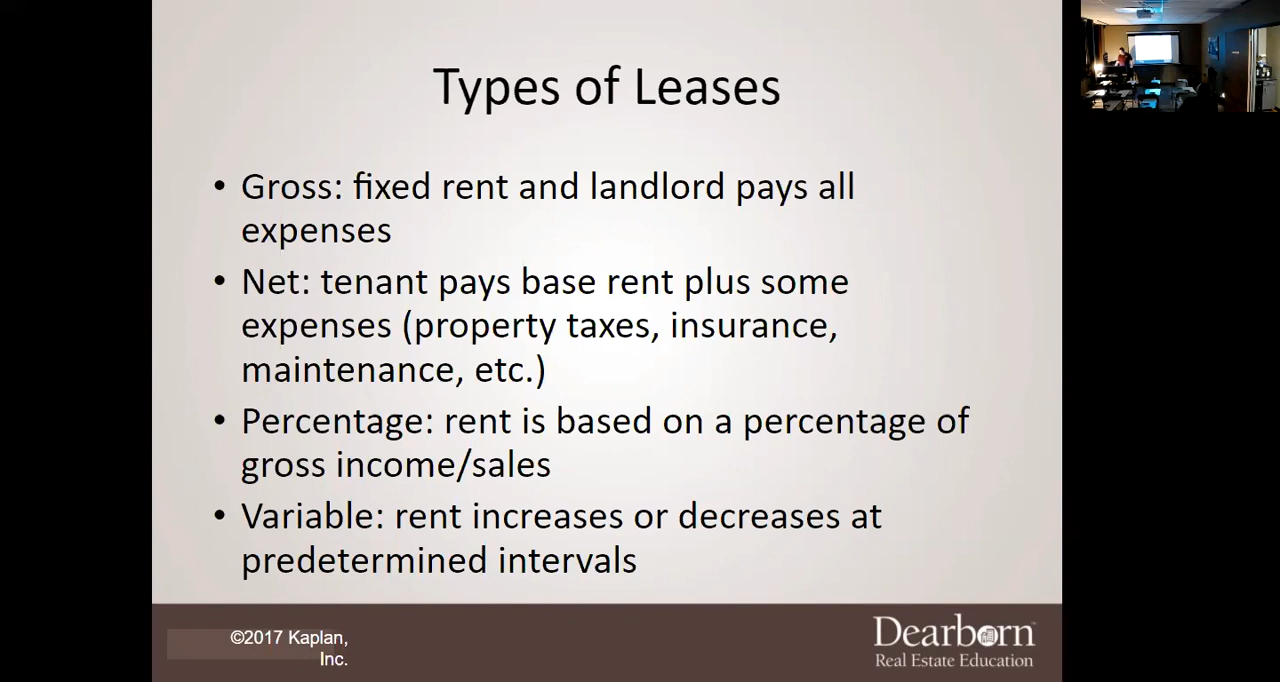 Types of Leases
• Gross: fixed rent and landlord pays all
expenses
• Net: tenant pays base rent plus some
expenses (property taxes, insurance,
maintenance, etc.)
• Percentage: rent is based on a percentage of
gross income/sales
• Variable: rent increases or decreases at
predetermined intervals
©2017 Kaplan,
Inc.
Dearborn™
Real Estate Education